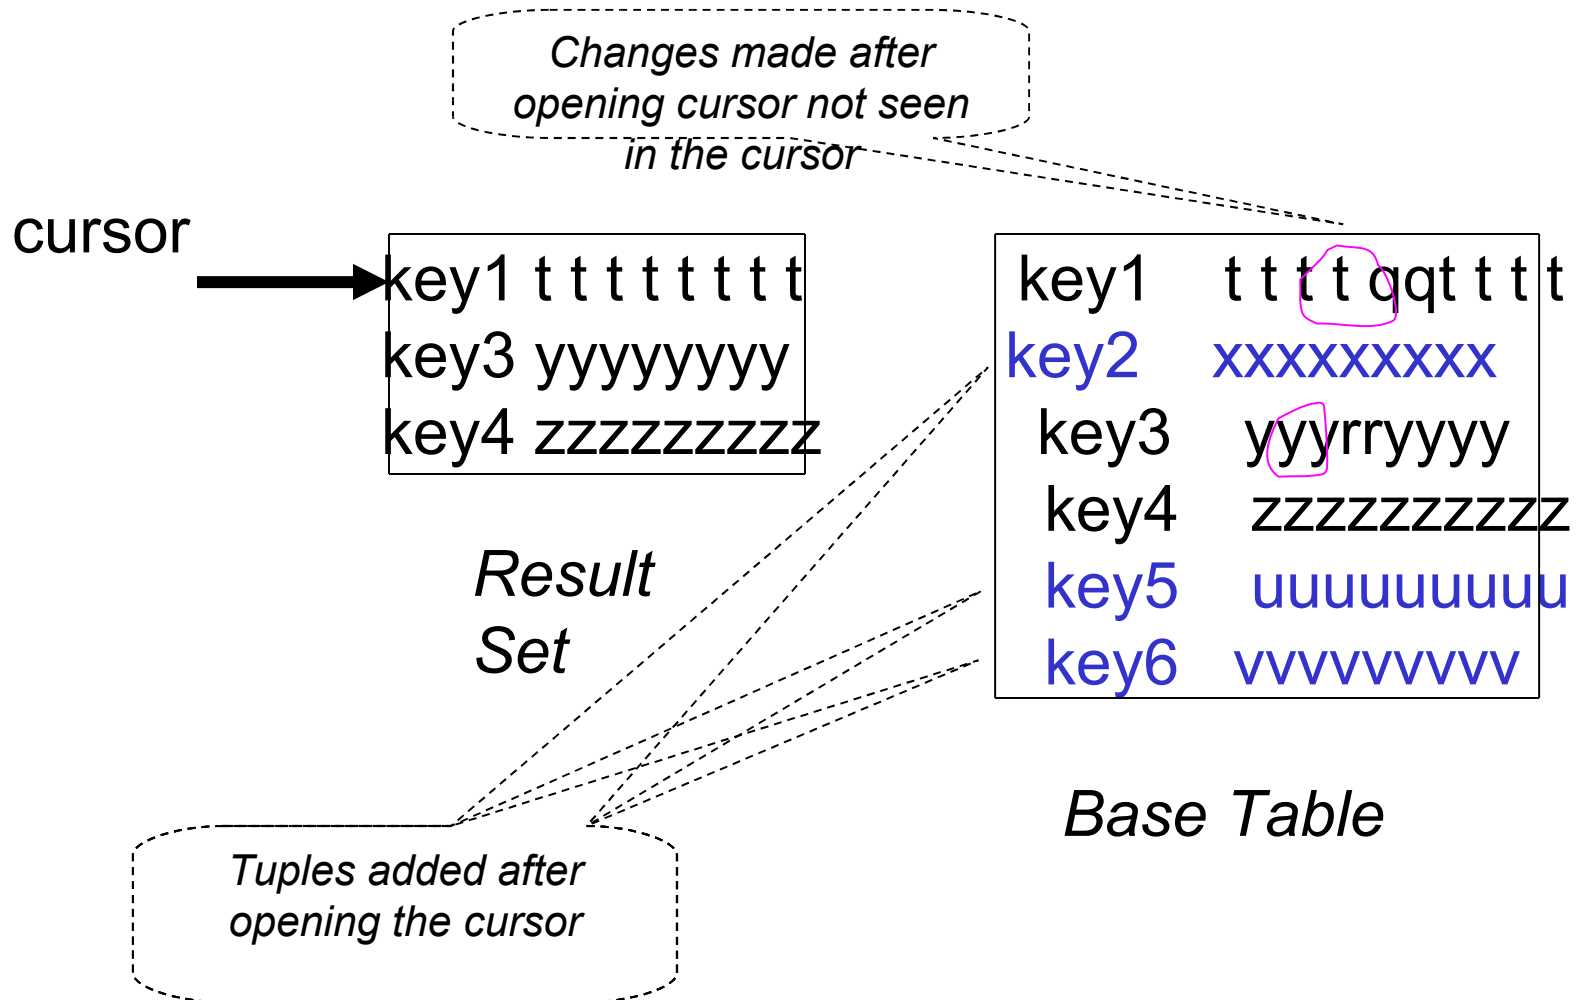 Changes made after
opening cursor not seen
in the cursor
cursor
key1 t t t t t t t t
key3 yyyyyyyy
key4 zzzzzzzzz
Result
Set
key1 t t t t qqt t t t
key2 xxxxxxxxx
key3 yyyrryyyy
key4 zzzzzzzzzz
key5 uuuuuuuuu
key6 vvvvvvvvv
Base Table
Tuples added after
opening the cursor